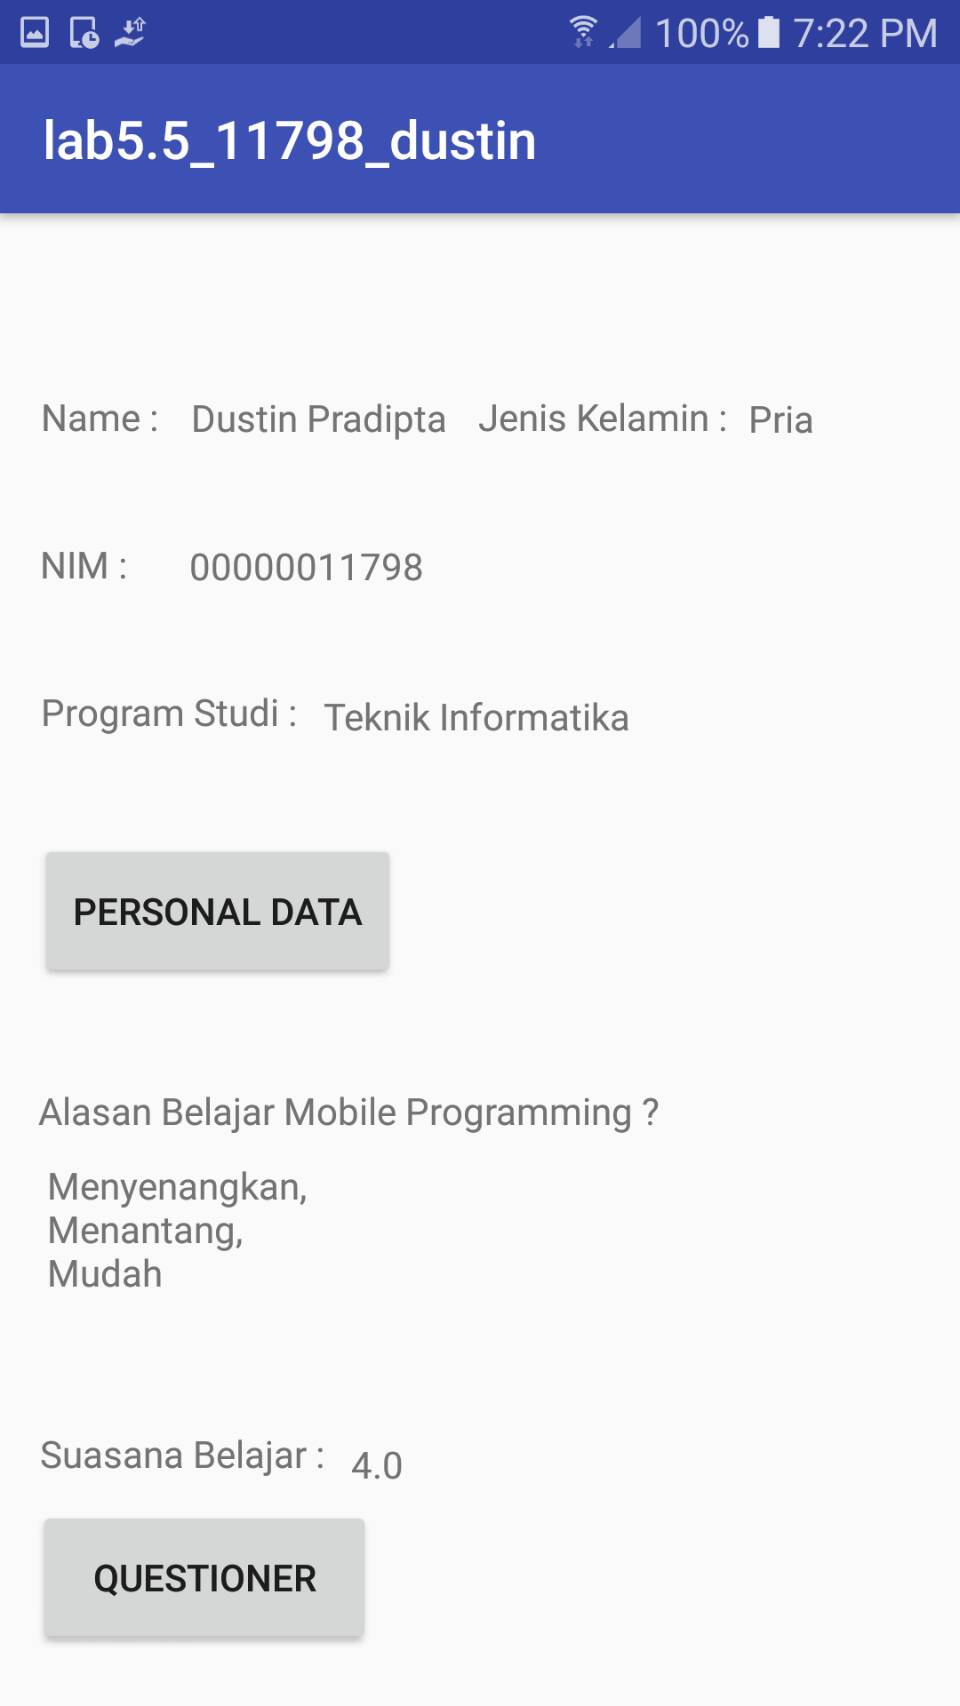 100% 7:22 PM
lab5.5_11798_dustin
Name : Dustin Pradipta Jenis Kelamin : Pria
NIM : 00000011798
Program Studi : Teknik Informatika
PERSONAL DATA
Alasan Belajar Mobile Programming ?
Menyenangkan,
Menantang,
Mudah
Suasana Belajar : 4.0
QUESTIONER